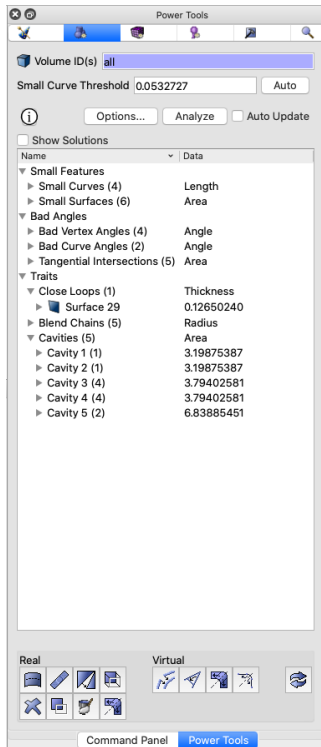 Power Tools
Volume ID(s) all
Small Curve Threshold 0.0532727 Auto
Options... Analyze Auto Update
Show Solutions
Name Data
Small Features
Small Curves (4) Length
Small Surfaces (6) Area
Bad Angles
Bad Vertex Angles (4) Angle
Bad Curve Angles (2) Angle
Tangential Intersections (5) Area
Traits
Close Loops (1) Thickness
Surface 29 0.12650240
Blend Chains (5) Radius
Cavities (5) Area
Cavity 1 (1) 3.19875387
Cavity 2 (1) 3.19875387
Cavity 3 (4) 3.79402581
Cavity 4 (4) 3.79402581
Cavity 5 (2) 6.83885451
Real Virtual
Command Panel Power Tools